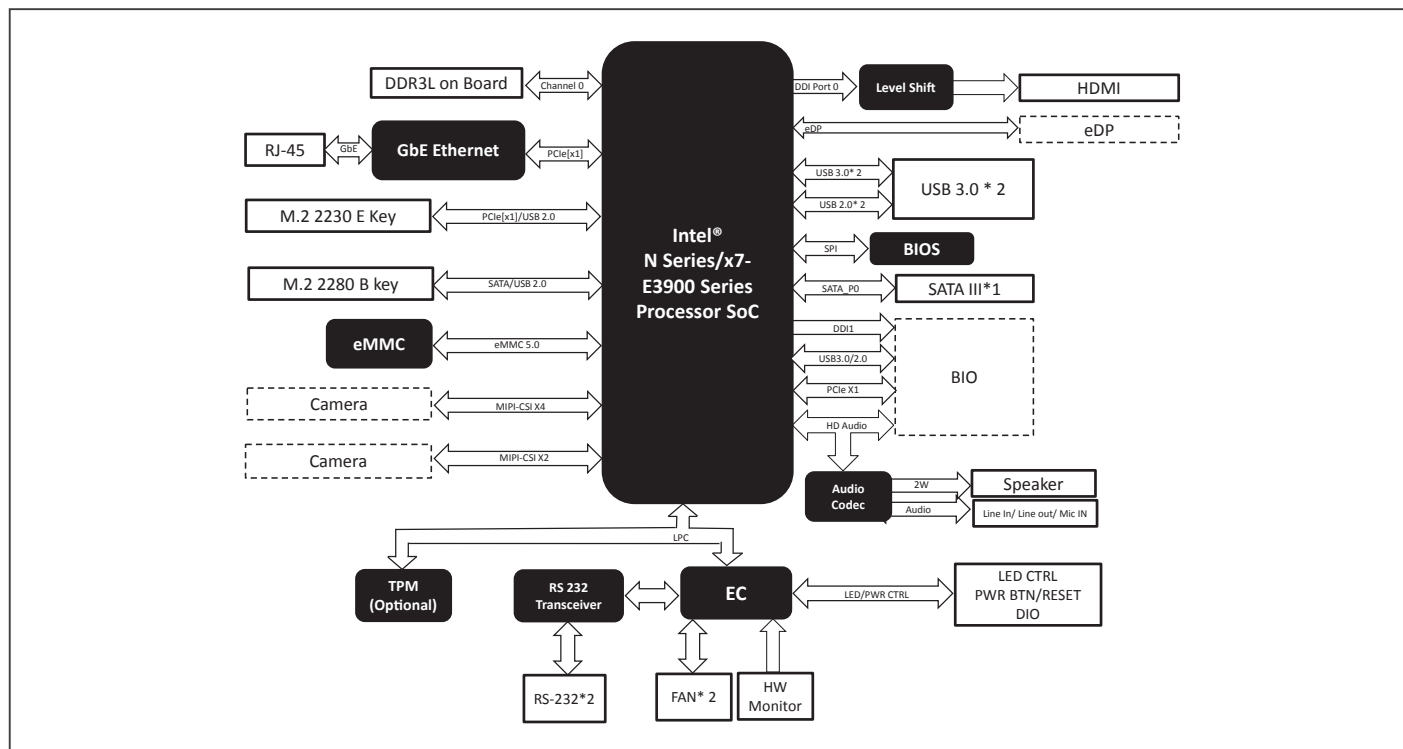 DDR3L on Board
Channel 0
RJ-45
GbE
GbE Ethernet
PCIe[x1]
M.2 2230 E Key
PCIe[x1]/USB 2.0
M.2 2280 B key
SATA/USB 2.0
eMMC
eMMC 5.0
Camera
MIPI-CSI X4
Camera
MIPI-CSI X2
Intel®
N Series/x7-
E3900 Series
Processor SoC
DDI Port 0
Level Shift
HDMI
eDP
eDP
USB 3.0* 2
USB 2.0* 2
USB 3.0 * 2
SPI
BIOS
SATA_P0
SATA III*1
DDI1
USB3.0/2.0
PCIe X1
HD Audio
BIO
Audio
Codec
2W
Speaker
Audio
Line In/ Line out/ Mic IN
LPC
TPM
(Optional)
RS 232
Transceiver
EC
LED/PWR CTRL
LED CTRL
PWR BTN/RESET
DIO
RS-232*2
FAN* 2
HW
Monitor